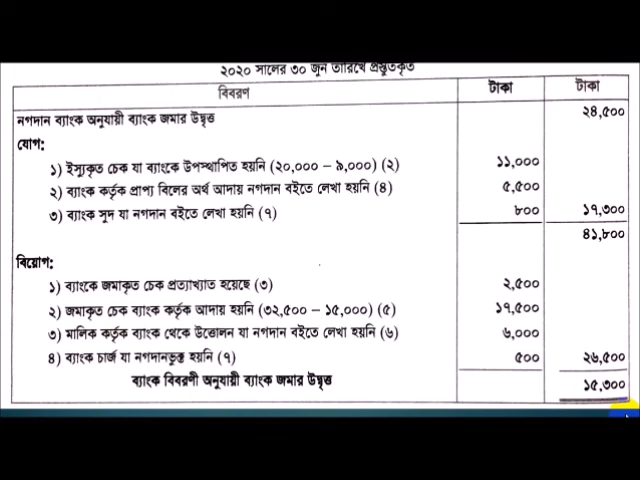 ২০২০ সালের ৩০ জুন তারিখে প্রস্তুতকৃত
বিবরণ টাকা টাকা
নগদান ব্যাংক অনুযায়ী ব্যাংক জমার উদ্বৃত্ত ২৪,৫০০
যোগ:
১) ইস্যুকৃত চেক যা ব্যাংকে উপস্থাপিত হয়নি (২০,০০০ – ৯,০০০) (২) ১১,০০০
২) ব্যাংক কর্তৃক প্রাপ্য বিলের অর্থ আদায় নগদান বইতে লেখা হয়নি (৪) ৫,৫০০
৩) ব্যাংক সুদ যা নগদান বইতে লেখা হয়নি (৭) ৮০০ ১৭,৩০০
৪১,৮০০
বিয়োগ:
১) ব্যাংকে জমাকৃত চেক প্রত্যাখ্যাত হয়েছে (৩) ২,৫০০
২) জমাকৃত চেক ব্যাংক কর্তৃক আদায় হয়নি (৩২,৫০০ – ১৫,০০০) (৫) ১৭,৫০০
৩) মালিক কর্তৃক ব্যাংক থেকে উত্তোলন যা নগদান বইতে লেখা হয়নি (৬) ৬,০০০
৪) ব্যাংক চার্জ যা নগদানভুক্ত হয়নি (৭) ৫০০ ২৬,৫০০
ব্যাংক বিবরণী অনুযায়ী ব্যাংক জমার উদ্বৃত্ত ১৫,৩০০